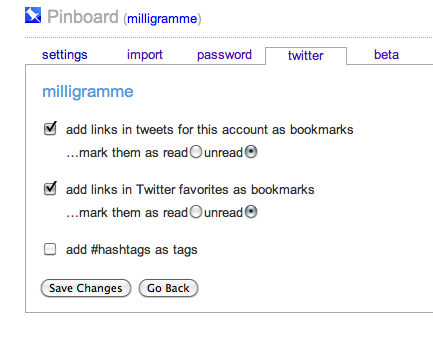 Pinboard (milligramme)
settings import password twitter beta
milligramme
add links in tweets for this account as bookmarks
...mark them as read unread
add links in Twitter favorites as bookmarks
...mark them as read unread
add #hashtags as tags
Save Changes Go Back